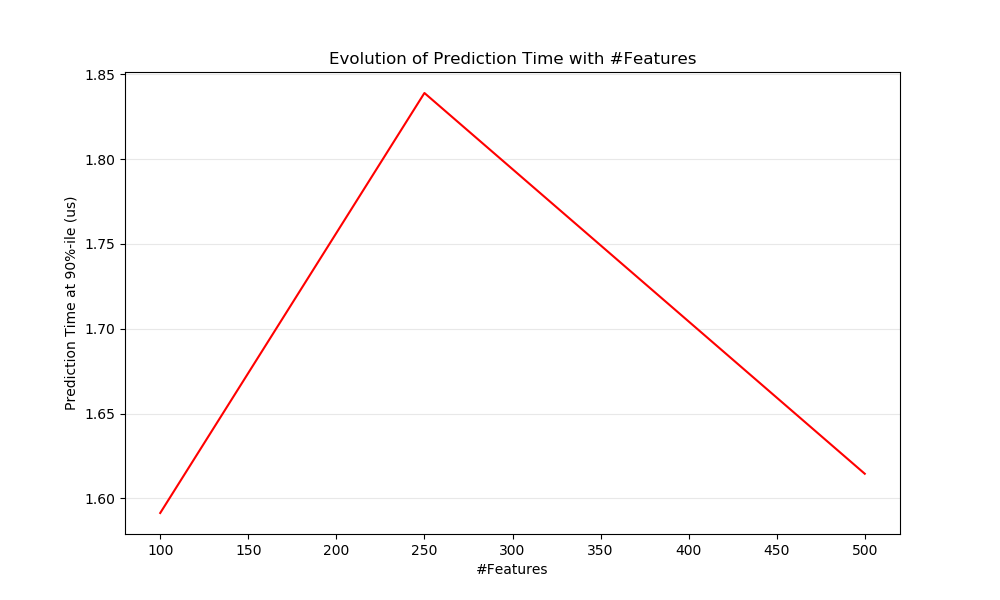 Evolution of Prediction Time with #Features
1.85
1.80
1.75
1.70
1.65
1.60
Prediction Time at 90%-ile (us)
100 150 200 250 300 350 400 450 500
#Features